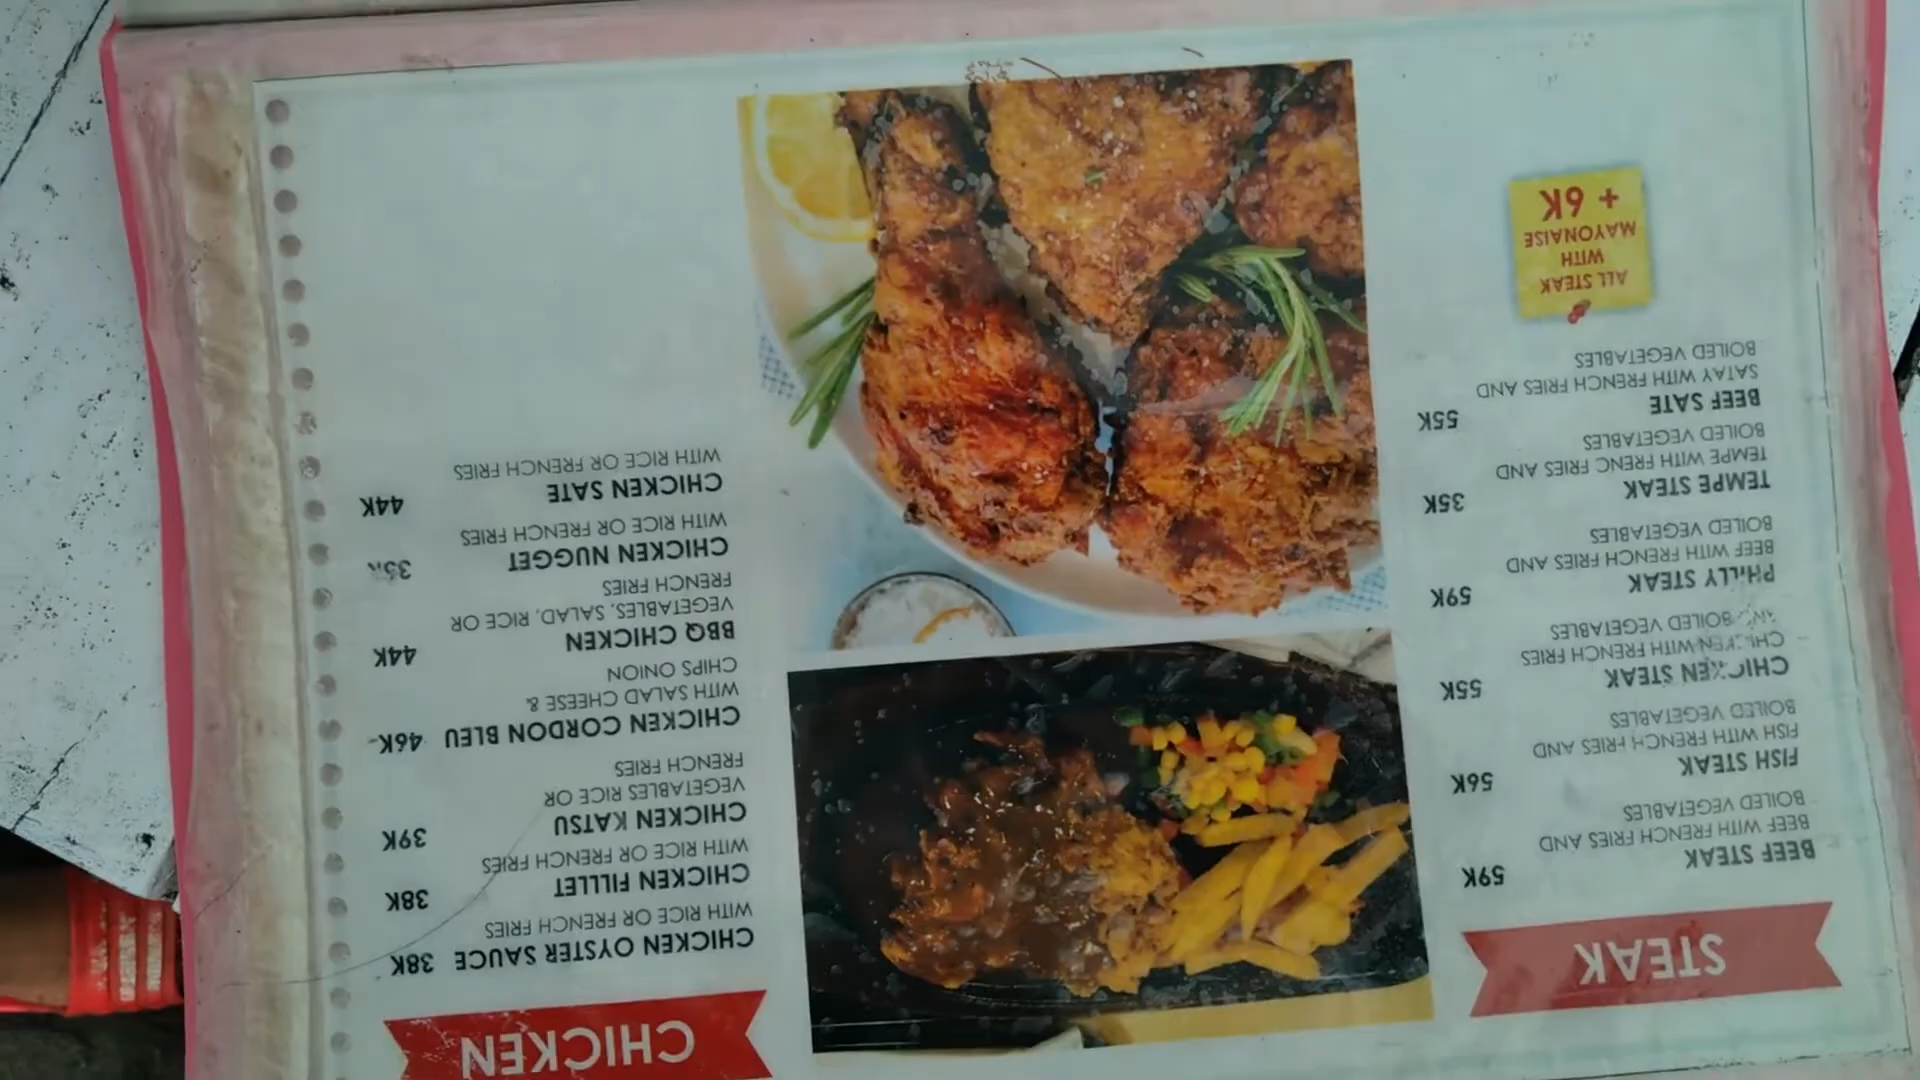 STEAK
BEEF STEAK 59K
BEEF WITH FRENCH FRIES AND
BOILED VEGETABLES
FISH STEAK 56K
FISH WITH FRENCH FRIES AND
BOILED VEGETABLES
CHICKEN STEAK 55K
CHICKEN WITH FRENCH FRIES
AND BOILED VEGETABLES
PHILLY STEAK 59K
BEEF WITH FRENCH FRIES AND
BOILED VEGETABLES
TEMPE STEAK 35K
TEMPE WITH FRENC FRIES AND
BOILED VEGETABLES
BEEF SATE 55K
SATAY WITH FRENCH FRIES AND
BOILED VEGETABLES
ALL STEAK
WITH
MAYONAISE
+ 6K
CHICKEN
CHICKEN OYSTER SAUCE 38K
WITH RICE OR FRENCH FRIES
CHICKEN FILLLET 38K
WITH RICE OR FRENCH FRIES
CHICKEN KATSU 39K
VEGETABLES RICE OR
FRENCH FRIES
CHICKEN CORDON BLEU 46K
WITH SALAD CHEESE &
CHIPS ONION
BBQ CHICKEN 44K
VEGETABLES, SALAD, RICE OR
FRENCH FRIES
CHICKEN NUGGET
WITH RICE OR FRENCH FRIES
CHICKEN SATE 44K
WITH RICE OR FRENCH FRIES